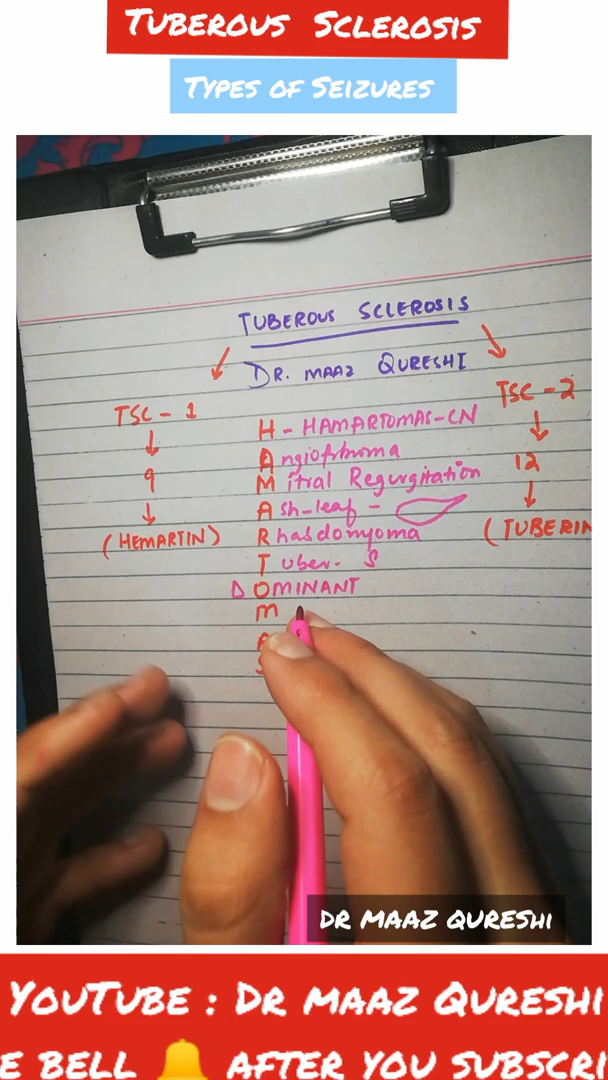 TUBEROUS SCLEROSIS
TYPES OF SEIZURES
TUBEROUS SCLEROSIS
DR. MAAZ QURESHI
TSC - 1
9
(HEMARTIN)
H - HAMARTOMAS - CN
Angiofibroma
Mitral Regurgitation
Ash-leaf -
Rhasdomyoma
Tuber. S
DOMINANT
M
A
S
TSC - 2
12
(TUBERIN
DR MAAZ QURESHI
YOUTUBE : DR MAAZ QURESHI
E BELL 🔔 AFTER YOU SUBSCRI